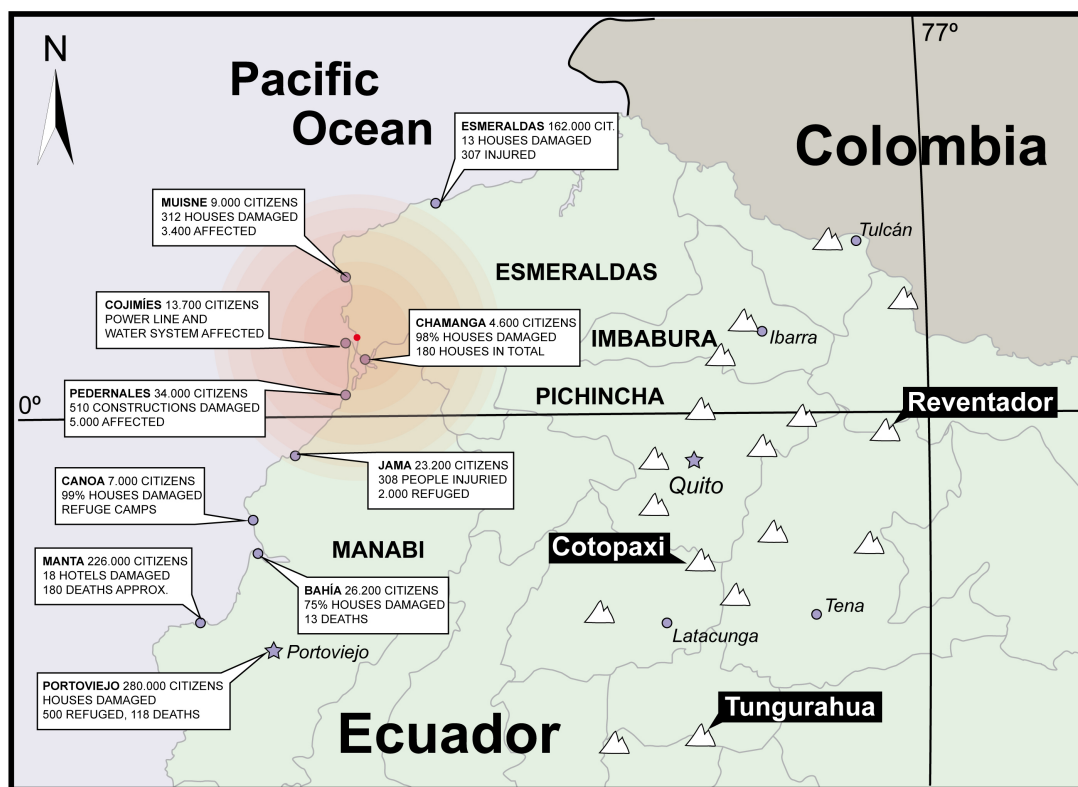 N
77º
Pacific
Ocean
Colombia
ESMERALDAS 162.000 CIT.
13 HOUSES DAMAGED
307 INJURED
MUISNE 9.000 CITIZENS
312 HOUSES DAMAGED
3.400 AFFECTED
Tulcán
ESMERALDAS
COJIMÍES 13.700 CITIZENS
POWER LINE AND
WATER SYSTEM AFFECTED
CHAMANGA 4.600 CITIZENS
98% HOUSES DAMAGED
180 HOUSES IN TOTAL
IMBABURA
Ibarra
PEDERNALES 34.000 CITIZENS
510 CONSTRUCTIONS DAMAGED
5.000 AFFECTED
PICHINCHA
0º
Reventador
JAMA 23.200 CITIZENS
308 PEOPLE INJURIED
2.000 REFUGED
Quito
CANOA 7.000 CITIZENS
99% HOUSES DAMAGED
REFUGE CAMPS
MANABI
Cotopaxi
MANTA 226.000 CITIZENS
18 HOTELS DAMAGED
180 DEATHS APPROX.
BAHÍA 26.200 CITIZENS
75% HOUSES DAMAGED
13 DEATHS
Tena
Latacunga
Portoviejo
PORTOVIEJO 280.000 CITIZENS
HOUSES DAMAGED
500 REFUGED, 118 DEATHS
Tungurahua
Ecuador